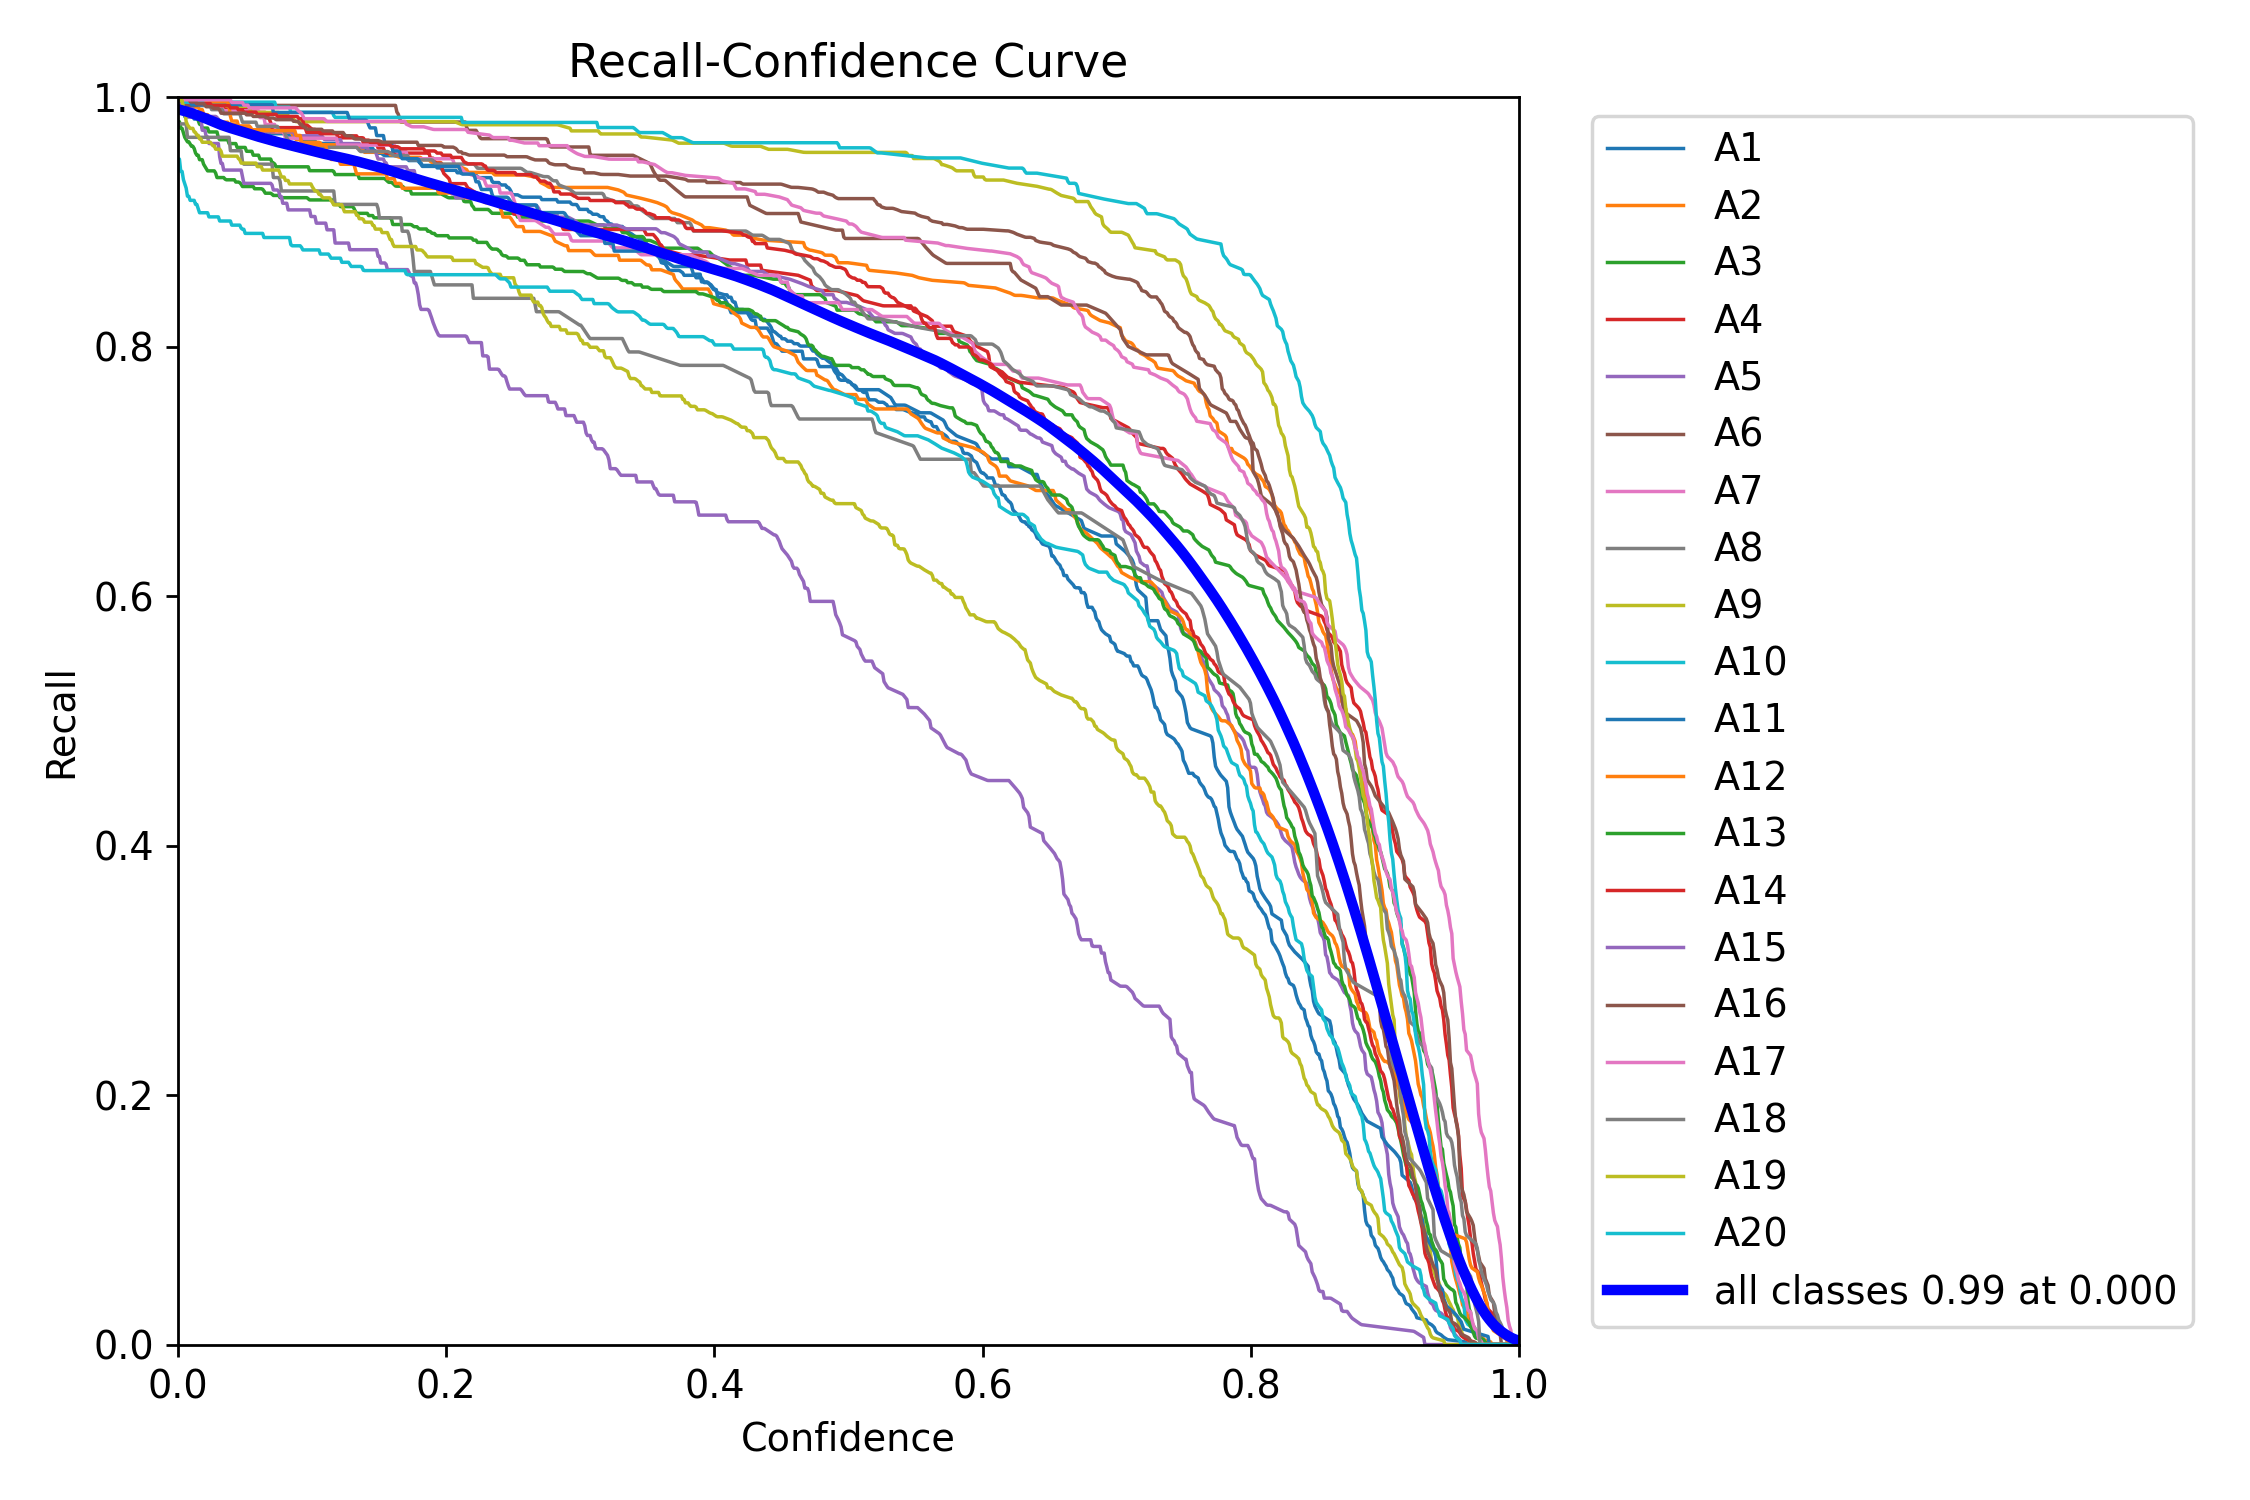 Recall-Confidence Curve
1.0
0.8
0.6
0.4
0.2
0.0
Recall
0.0 0.2 0.4 0.6 0.8 1.0
Confidence
A1
A2
A3
A4
A5
A6
A7
A8
A9
A10
A11
A12
A13
A14
A15
A16
A17
A18
A19
A20
all classes 0.99 at 0.000